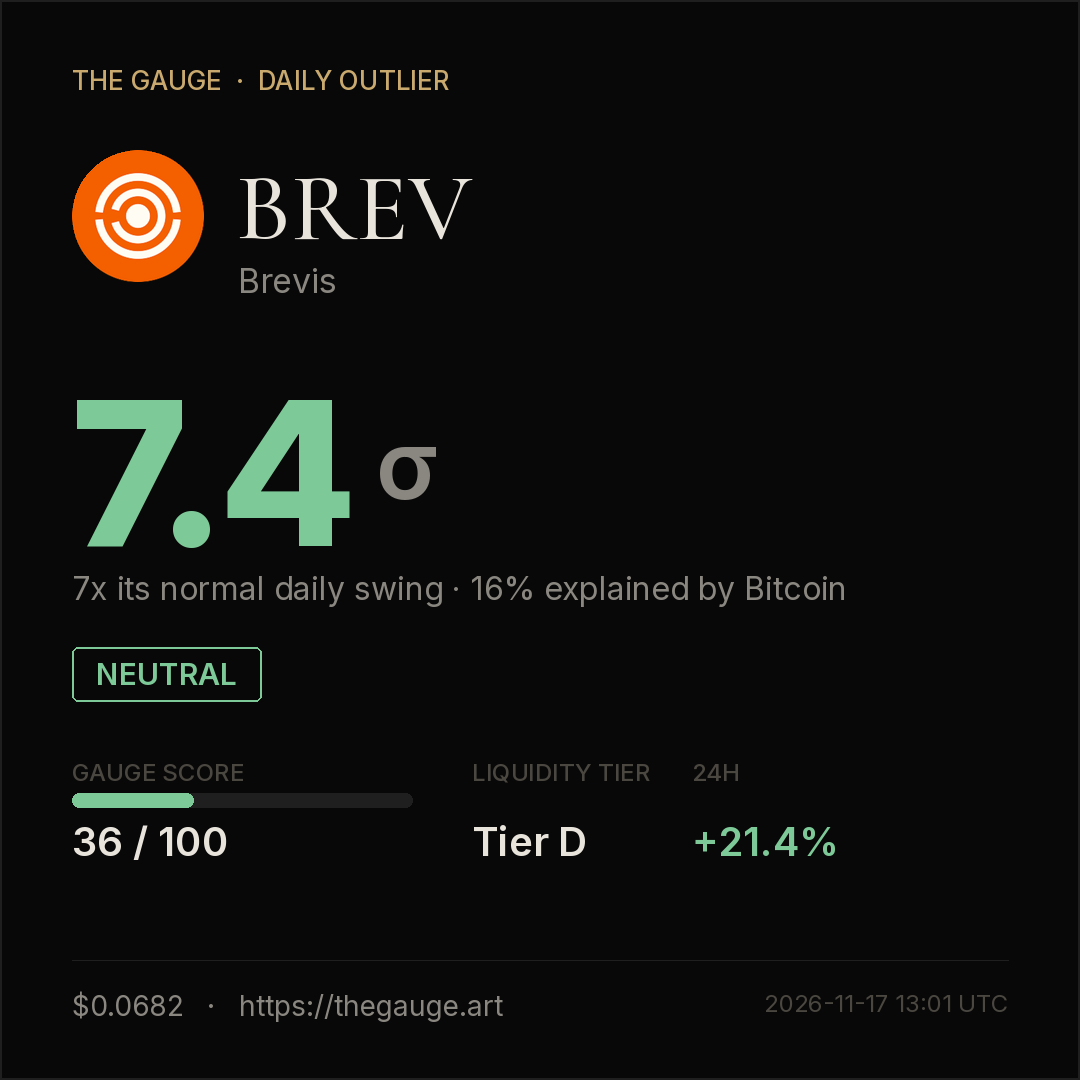 THE GAUGE · DAILY OUTLIER
BREV
Brevis
7.4 σ
7x its normal daily swing · 16% explained by Bitcoin
NEUTRAL
GAUGE SCORE LIQUIDITY TIER 24H
36 / 100 Tier D +21.4%
$0.0682 · https://thegauge.art 2026-11-17 13:01 UTC